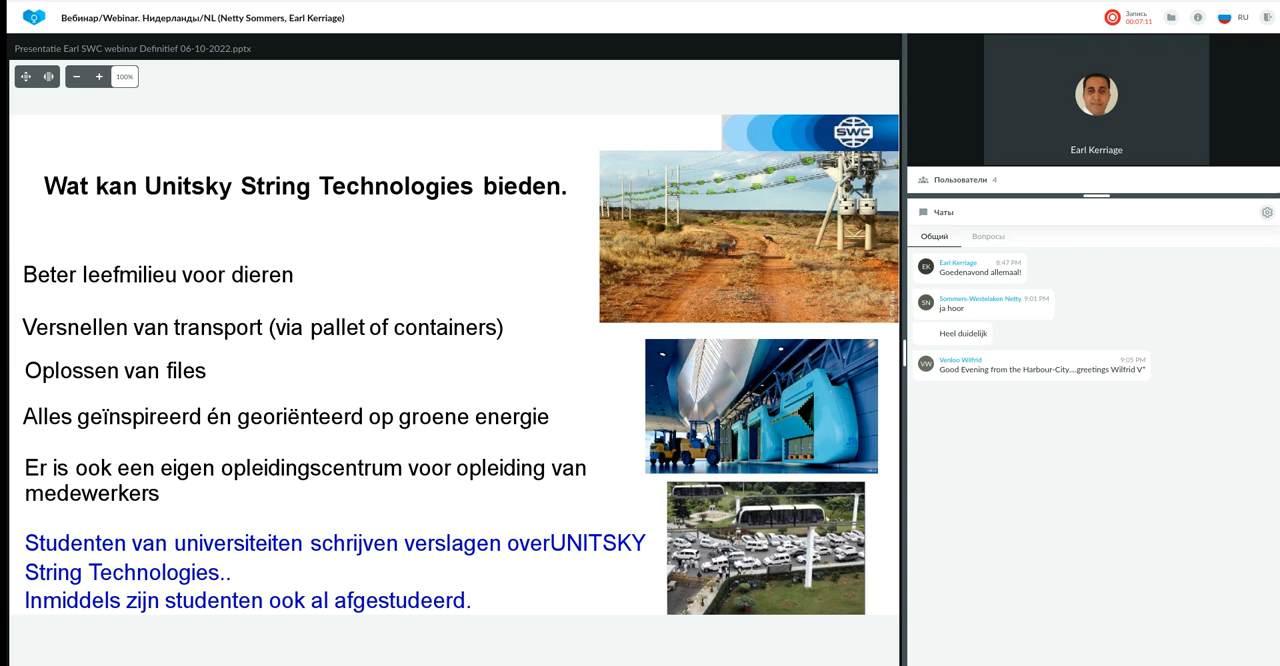 Вебинар/Webinar. Нидерланды/NL (Netty Sommers, Earl Kerriage)
Запись
00:07:11
RU
Presentatie Earl SWC webinar Definitief 06-10-2022.pptx
100%
SWC
Wat kan Unitsky String Technologies bieden.
Beter leefmilieu voor dieren
Versnellen van transport (via pallet of containers)
Oplossen van files
Alles geïnspireerd én georiënteerd op groene energie
Er is ook een eigen opleidingscentrum voor opleiding van
medewerkers
Studenten van universiteiten schrijven verslagen overUNITSKY
String Technologies..
Inmiddels zijn studenten ook al afgestudeerd.
Earl Kerriage
Пользователи 4
Чаты
Общий Вопросы
EK
Earl Kerriage 8:47 PM
Goedenavond allemaal!
SN
Sommers-Westelaken Netty 9:01 PM
ja hoor
Heel duidelijk
VW
Venloo Wilfrid 9:05 PM
Good Evening from the Harbour-City....greetings Wilfrid V"